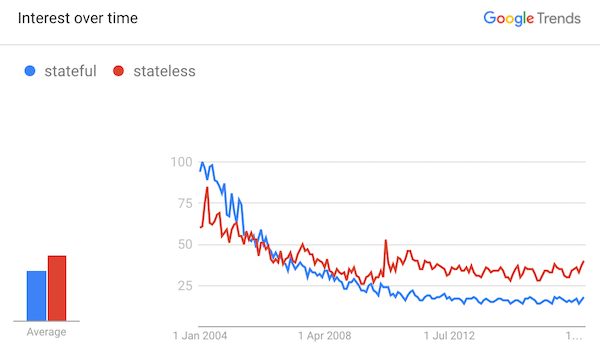 Interest over time
Google Trends
stateful stateless
100
75
50
25
Average
1 Jan 2004 1 Apr 2008 1 Jul 2012 1...